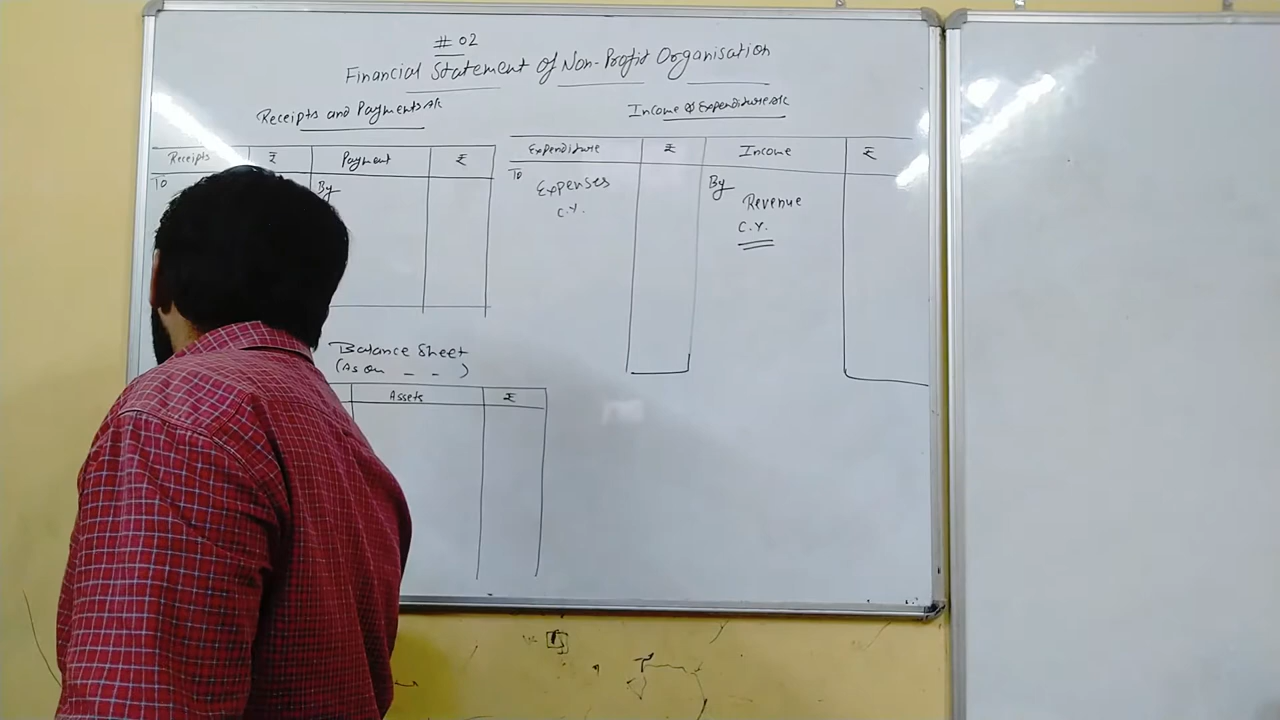 # 02
Financial Statement of Non-Profit Organisation
Receipts and Payments A/c
Receipts ₹ Payment ₹
To By
Income & Expenditure A/c
Expenditure ₹ Income ₹
To Expenses By Revenue
C.Y. C.Y.
Balance Sheet
(As on _ _ )
Assets ₹